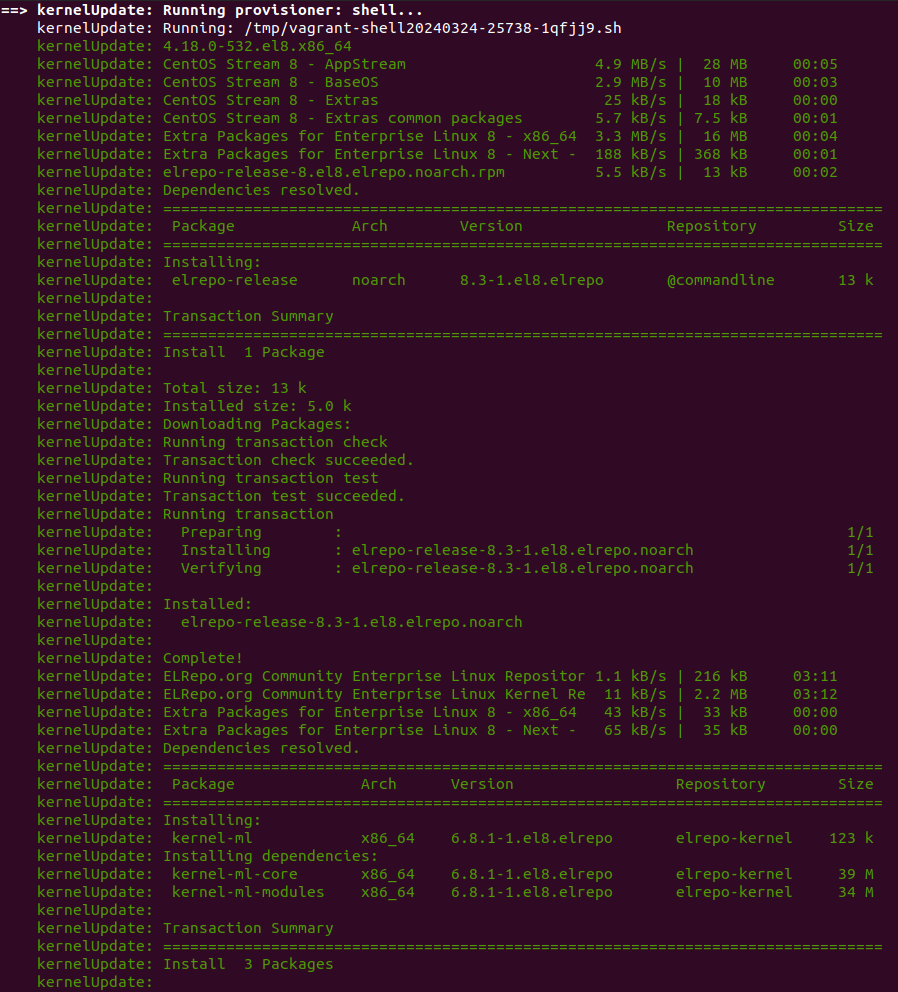 ==> kernelUpdate: Running provisioner: shell...
    kernelUpdate: Running: /tmp/vagrant-shell20240324-25738-1qfjj9.sh
    kernelUpdate: 4.18.0-532.el8.x86_64
    kernelUpdate: CentOS Stream 8 - AppStream                     4.9 MB/s |  28 MB     00:05
    kernelUpdate: CentOS Stream 8 - BaseOS                        2.9 MB/s |  10 MB     00:03
    kernelUpdate: CentOS Stream 8 - Extras                         25 kB/s |  18 kB     00:00
    kernelUpdate: CentOS Stream 8 - Extras common packages        5.7 kB/s | 7.5 kB     00:01
    kernelUpdate: Extra Packages for Enterprise Linux 8 - x86_64  3.3 MB/s |  16 MB     00:04
    kernelUpdate: Extra Packages for Enterprise Linux 8 - Next -  188 kB/s | 368 kB     00:01
    kernelUpdate: elrepo-release-8.el8.elrepo.noarch.rpm          5.5 kB/s |  13 kB     00:02
    kernelUpdate: Dependencies resolved.
    kernelUpdate: ================================================================================
    kernelUpdate:  Package             Arch        Version                Repository         Size
    kernelUpdate: ================================================================================
    kernelUpdate: Installing:
    kernelUpdate:  elrepo-release      noarch      8.3-1.el8.elrepo       @commandline       13 k
    kernelUpdate:
    kernelUpdate: Transaction Summary
    kernelUpdate: ================================================================================
    kernelUpdate: Install  1 Package
    kernelUpdate:
    kernelUpdate: Total size: 13 k
    kernelUpdate: Installed size: 5.0 k
    kernelUpdate: Downloading Packages:
    kernelUpdate: Running transaction check
    kernelUpdate: Transaction check succeeded.
    kernelUpdate: Running transaction test
    kernelUpdate: Transaction test succeeded.
    kernelUpdate: Running transaction
    kernelUpdate:   Preparing        :                                                        1/1
    kernelUpdate:   Installing       : elrepo-release-8.3-1.el8.elrepo.noarch                 1/1
    kernelUpdate:   Verifying        : elrepo-release-8.3-1.el8.elrepo.noarch                 1/1
    kernelUpdate:
    kernelUpdate: Installed:
    kernelUpdate:   elrepo-release-8.3-1.el8.elrepo.noarch
    kernelUpdate:
    kernelUpdate: Complete!
    kernelUpdate: ELRepo.org Community Enterprise Linux Repositor 1.1 kB/s | 216 kB     03:11
    kernelUpdate: ELRepo.org Community Enterprise Linux Kernel Re  11 kB/s | 2.2 MB     03:12
    kernelUpdate: Extra Packages for Enterprise Linux 8 - x86_64   43 kB/s |  33 kB     00:00
    kernelUpdate: Extra Packages for Enterprise Linux 8 - Next -   65 kB/s |  35 kB     00:00
    kernelUpdate: Dependencies resolved.
    kernelUpdate: ================================================================================
    kernelUpdate:  Package              Arch      Version                  Repository        Size
    kernelUpdate: ================================================================================
    kernelUpdate: Installing:
    kernelUpdate:  kernel-ml            x86_64    6.8.1-1.el8.elrepo       elrepo-kernel    123 k
    kernelUpdate: Installing dependencies:
    kernelUpdate:  kernel-ml-core       x86_64    6.8.1-1.el8.elrepo       elrepo-kernel     39 M
    kernelUpdate:  kernel-ml-modules    x86_64    6.8.1-1.el8.elrepo       elrepo-kernel     34 M
    kernelUpdate:
    kernelUpdate: Transaction Summary
    kernelUpdate: ================================================================================
    kernelUpdate: Install  3 Packages
    kernelUpdate: